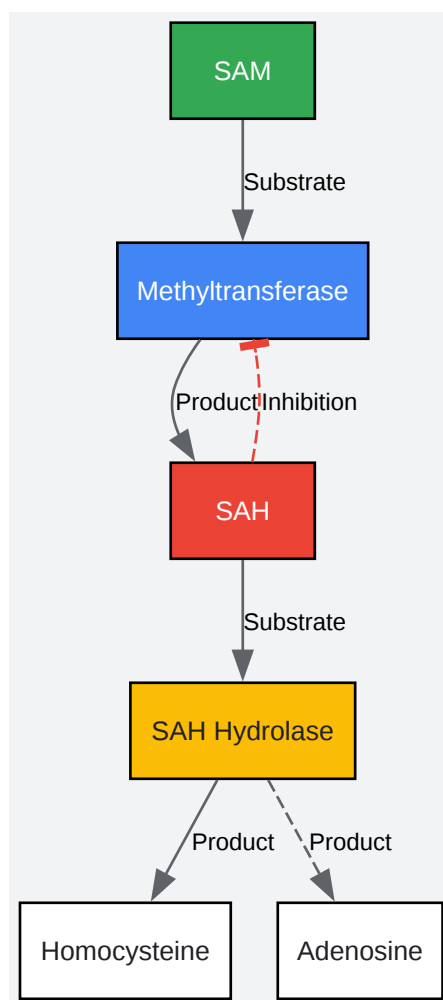 SAM
Substrate
Methyltransferase
Product Inhibition
SAH
Substrate
SAH Hydrolase
Product Product
Homocysteine Adenosine